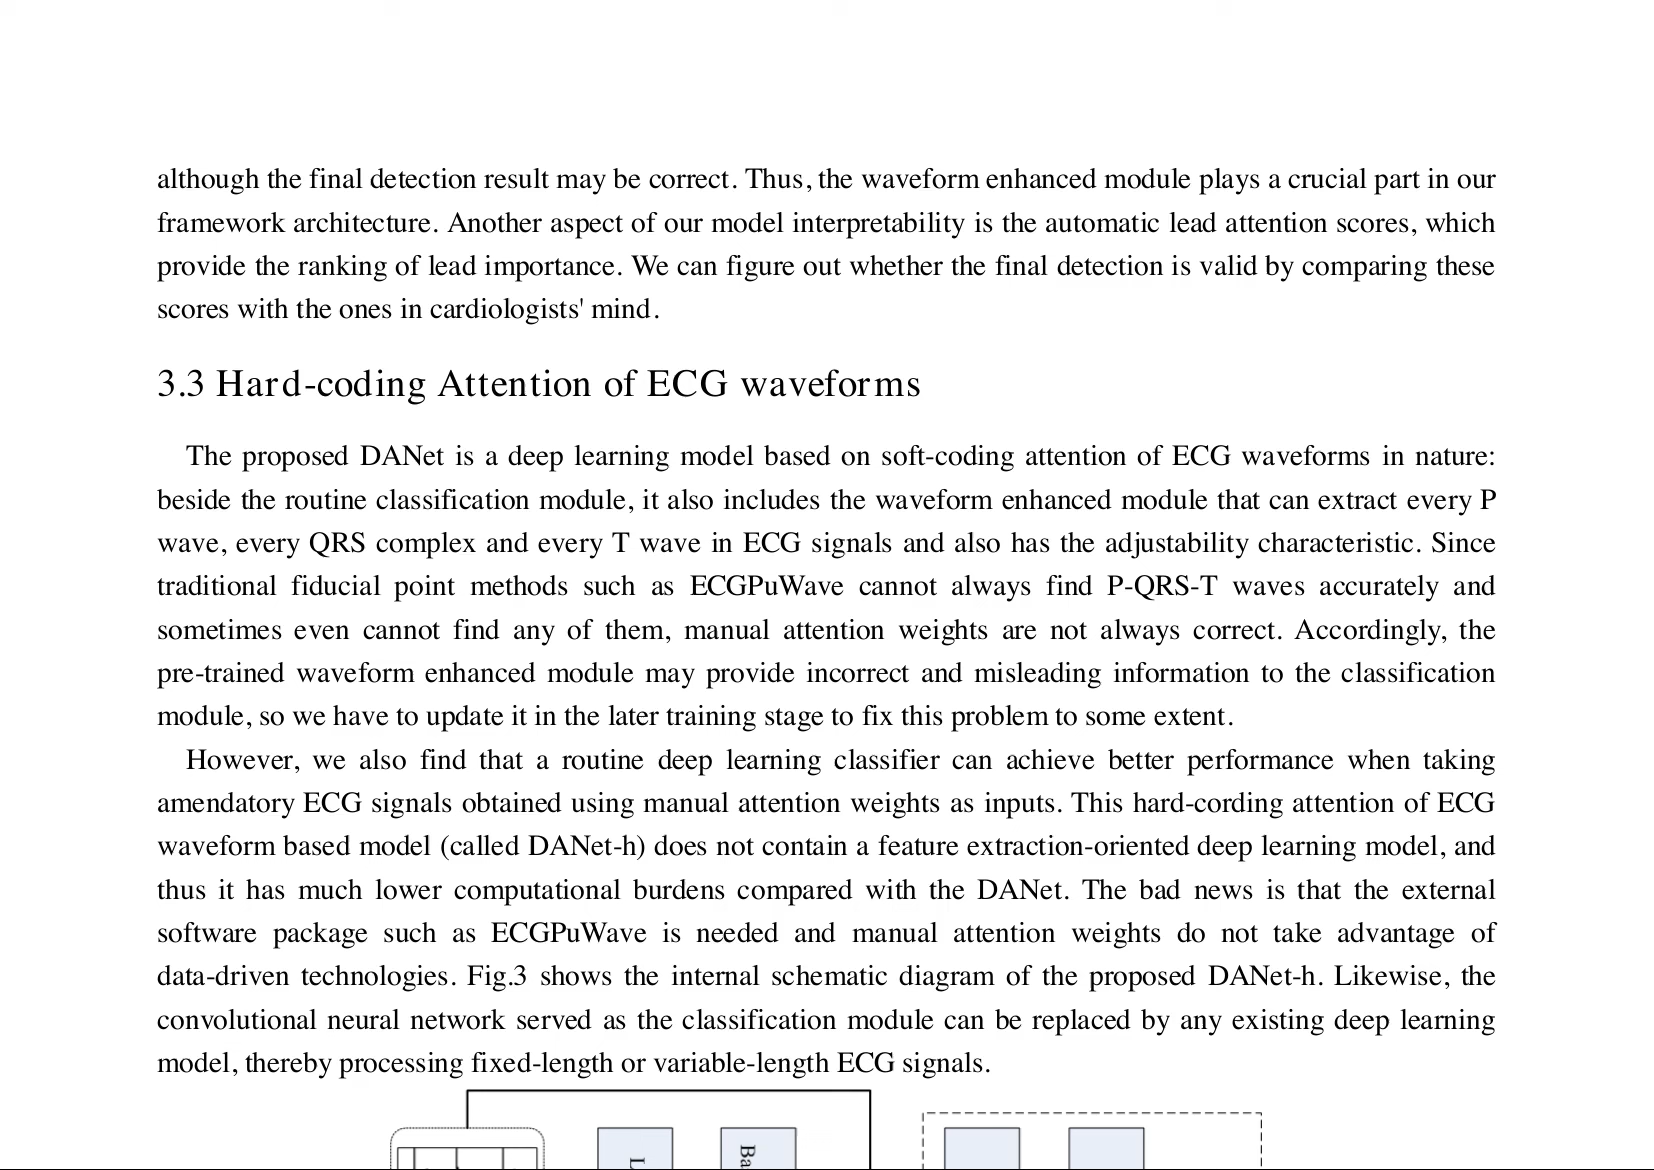 although the final detection result may be correct. Thus, the waveform enhanced module plays a crucial part in our
framework architecture. Another aspect of our model interpretability is the automatic lead attention scores, which
provide the ranking of lead importance. We can figure out whether the final detection is valid by comparing these
scores with the ones in cardiologists' mind.
3.3 Hard-coding Attention of ECG waveforms
The proposed DANet is a deep learning model based on soft-coding attention of ECG waveforms in nature:
beside the routine classification module, it also includes the waveform enhanced module that can extract every P
wave, every QRS complex and every T wave in ECG signals and also has the adjustability characteristic. Since
traditional fiducial point methods such as ECGPuWave cannot always find P-QRS-T waves accurately and
sometimes even cannot find any of them, manual attention weights are not always correct. Accordingly, the
pre-trained waveform enhanced module may provide incorrect and misleading information to the classification
module, so we have to update it in the later training stage to fix this problem to some extent.
However, we also find that a routine deep learning classifier can achieve better performance when taking
amendatory ECG signals obtained using manual attention weights as inputs. This hard-cording attention of ECG
waveform based model (called DANet-h) does not contain a feature extraction-oriented deep learning model, and
thus it has much lower computational burdens compared with the DANet. The bad news is that the external
software package such as ECGPuWave is needed and manual attention weights do not take advantage of
data-driven technologies. Fig.3 shows the internal schematic diagram of the proposed DANet-h. Likewise, the
convolutional neural network served as the classification module can be replaced by any existing deep learning
model, thereby processing fixed-length or variable-length ECG signals.